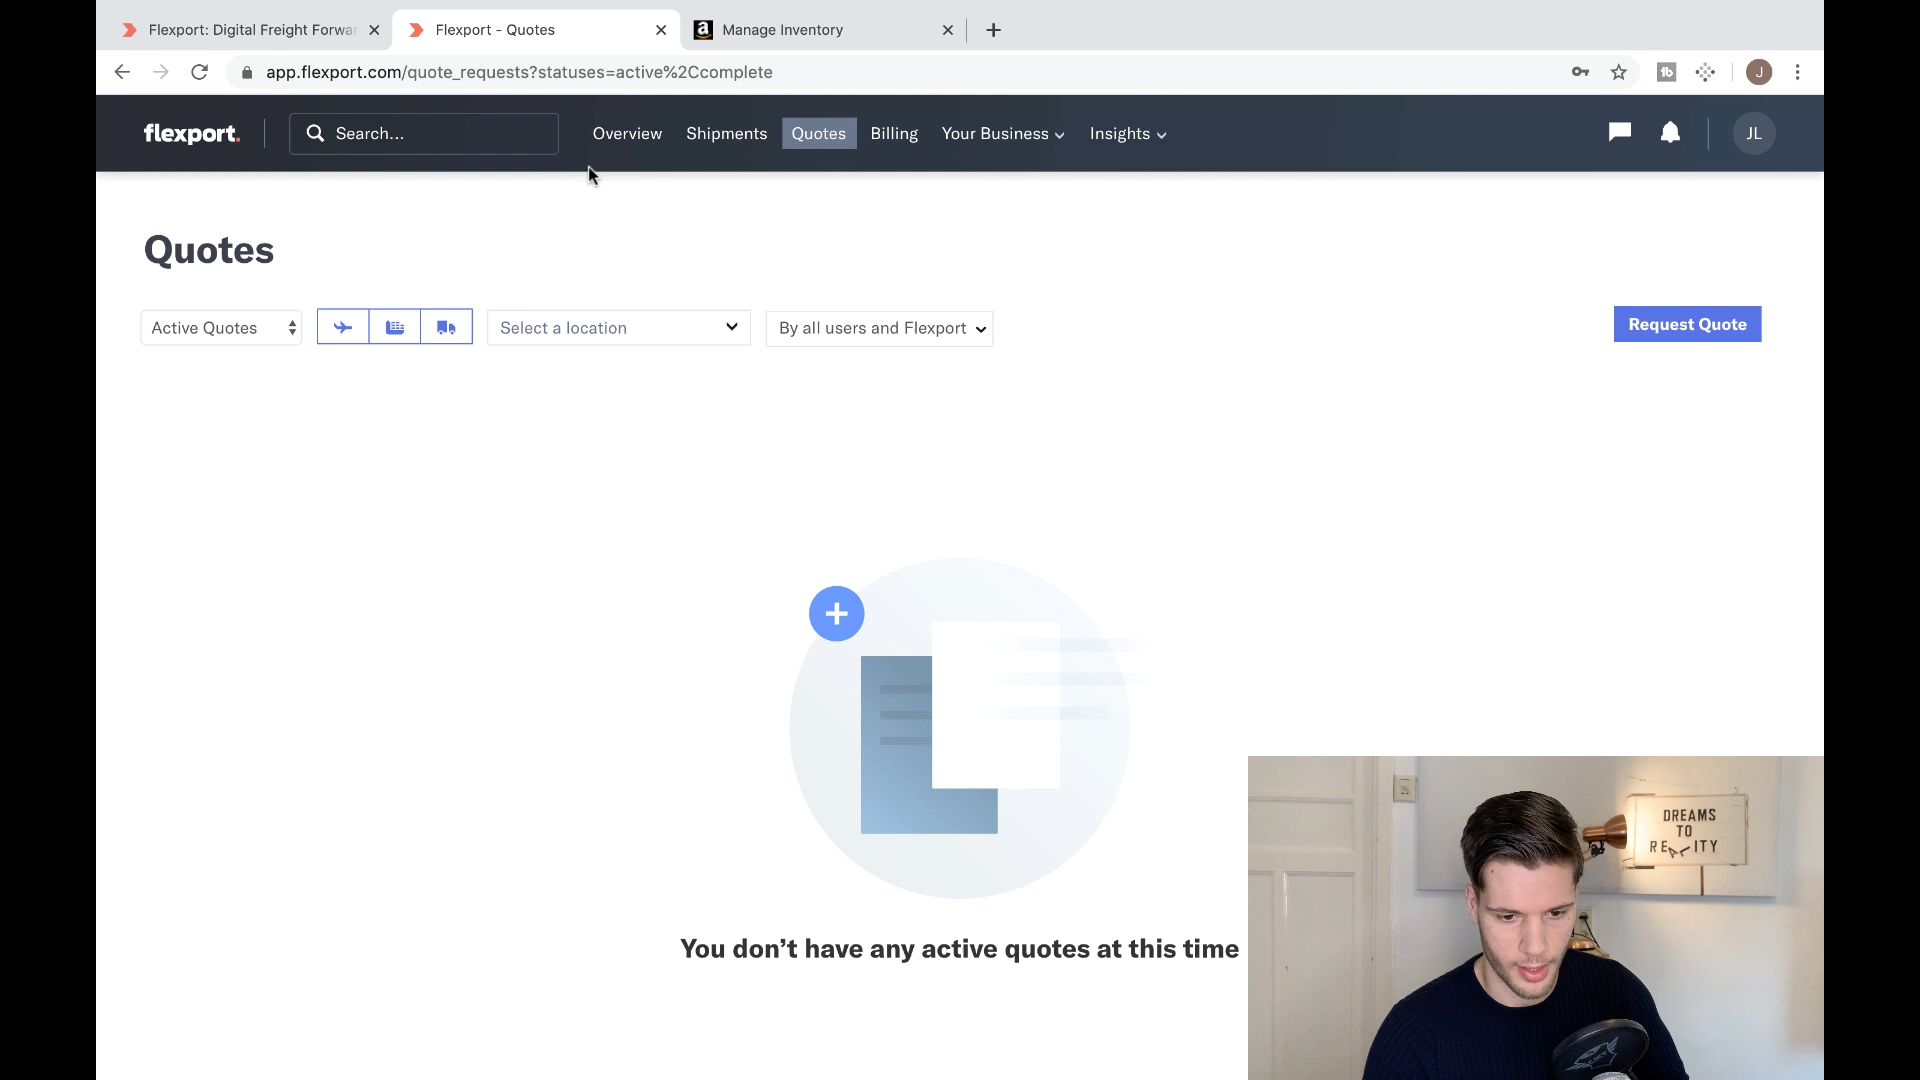 Flexport: Digital Freight Forwar
Flexport - Quotes
Manage Inventory
app.flexport.com/quote_requests?statuses=active%2Ccomplete
J
flexport.
Search...
Overview
Shipments
Quotes
Billing
Your Business
Insights
JL
Quotes
Active Quotes
Select a location
By all users and Flexport
Request Quote
You don't have any active quotes at this time
DREAMS
TO
REALITY